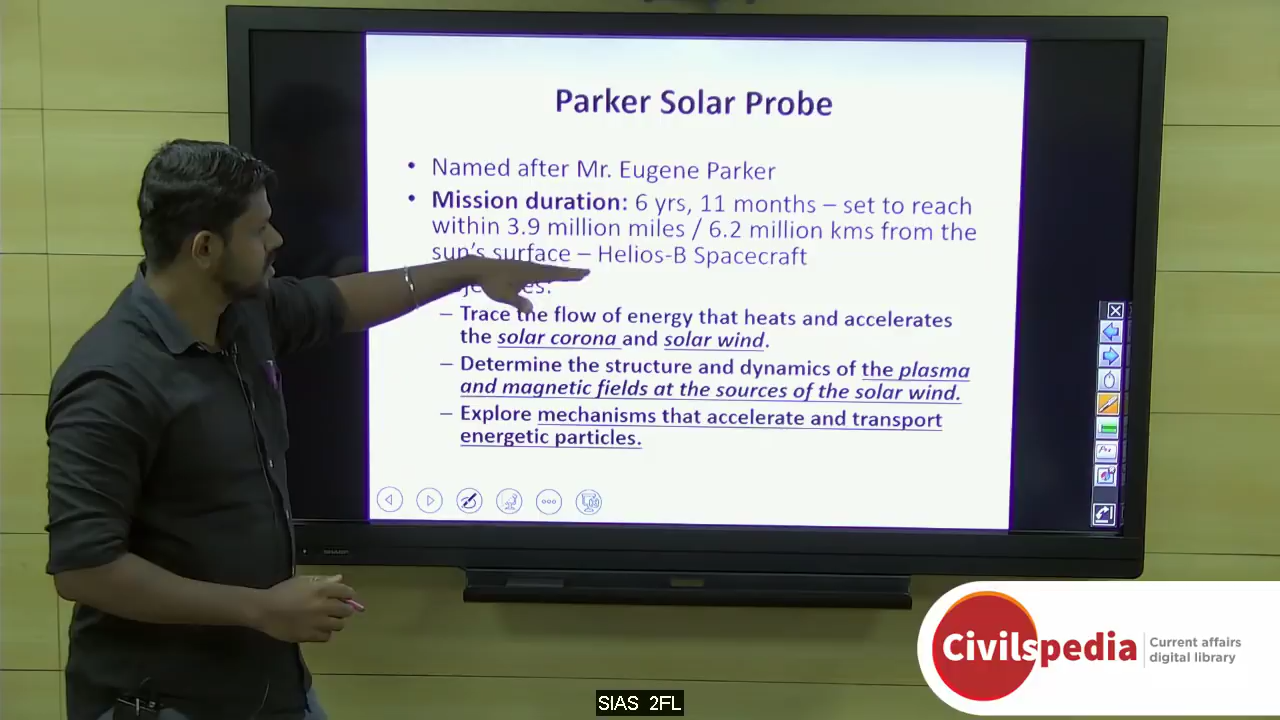 Parker Solar Probe
• Named after Mr. Eugene Parker
• Mission duration: 6 yrs, 11 months – set to reach
within 3.9 million miles / 6.2 million kms from the
sun's surface – Helios-B Spacecraft
– Trace the flow of energy that heats and accelerates
the solar corona and solar wind.
– Determine the structure and dynamics of the plasma
and magnetic fields at the sources of the solar wind.
– Explore mechanisms that accelerate and transport
energetic particles.
SHARP
Civilspedia
Current affairs
digital library
SIAS 2FL